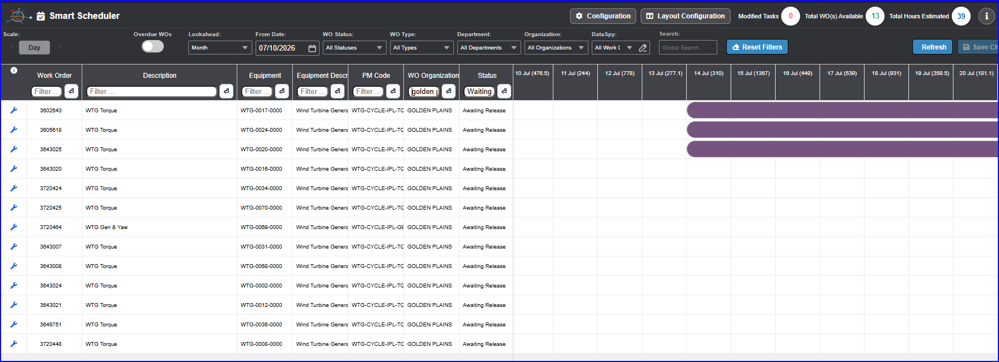 Smart Scheduler
Configuration
Layout Configuration
Modified Tasks 0
Total WO(s) Available 13
Total Hours Estimated 39
Scale:
Day
Overdue WOs
Lookahead:
Month
From Date:
07/10/2026
WO Status:
All Statuses
WO Type:
All Types
Department:
All Departments
Organization:
All Organizations
DataSpy:
All Work
Search:
Global Search
Reset Filters
Refresh
Save Ch
Work Order Description Equipment Equipment Descr PM Code WO Organization Status 10 Jul (476.5) 11 Jul (244) 12 Jul (778) 13 Jul (277.1) 14 Jul (310) 15 Jul (1367) 16 Jul (449) 17 Jul (539) 18 Jul (931) 19 Jul (359.5) 20 Jul (181.1)
Filter ... Filter ... Filter ... Filter ... Filter ... golden Waiting
3602643 WTG Torque WTG-0017-0000 Wind Turbine Genera WTG-CYCLE-IPL-TQ GOLDEN PLAINS Awaiting Release
3605618 WTG Torque WTG-0024-0000 Wind Turbine Genera WTG-CYCLE-IPL-TQ GOLDEN PLAINS Awaiting Release
3643025 WTG Torque WTG-0020-0000 Wind Turbine Genera WTG-CYCLE-IPL-TQ GOLDEN PLAINS Awaiting Release
3643020 WTG Torque WTG-0016-0000 Wind Turbine Genera WTG-CYCLE-IPL-TQ GOLDEN PLAINS Awaiting Release
3720424 WTG Torque WTG-0034-0000 Wind Turbine Genera WTG-CYCLE-IPL-TQ GOLDEN PLAINS Awaiting Release
3720425 WTG Torque WTG-0070-0000 Wind Turbine Genera WTG-CYCLE-IPL-TQ GOLDEN PLAINS Awaiting Release
3720464 WTG Gen & Yaw WTG-0069-0000 Wind Turbine Genera WTG-CYCLE-IPL-GE GOLDEN PLAINS Awaiting Release
3643007 WTG Torque WTG-0031-0000 Wind Turbine Genera WTG-CYCLE-IPL-TQ GOLDEN PLAINS Awaiting Release
3643008 WTG Torque WTG-0068-0000 Wind Turbine Genera WTG-CYCLE-IPL-TQ GOLDEN PLAINS Awaiting Release
3643024 WTG Torque WTG-0002-0000 Wind Turbine Genera WTG-CYCLE-IPL-TQ GOLDEN PLAINS Awaiting Release
3643021 WTG Torque WTG-0012-0000 Wind Turbine Genera WTG-CYCLE-IPL-TQ GOLDEN PLAINS Awaiting Release
3646751 WTG Torque WTG-0036-0000 Wind Turbine Genera WTG-CYCLE-IPL-TQ GOLDEN PLAINS Awaiting Release
3720448 WTG Torque WTG-0008-0000 Wind Turbine Genera WTG-CYCLE-IPL-TQ GOLDEN PLAINS Awaiting Release